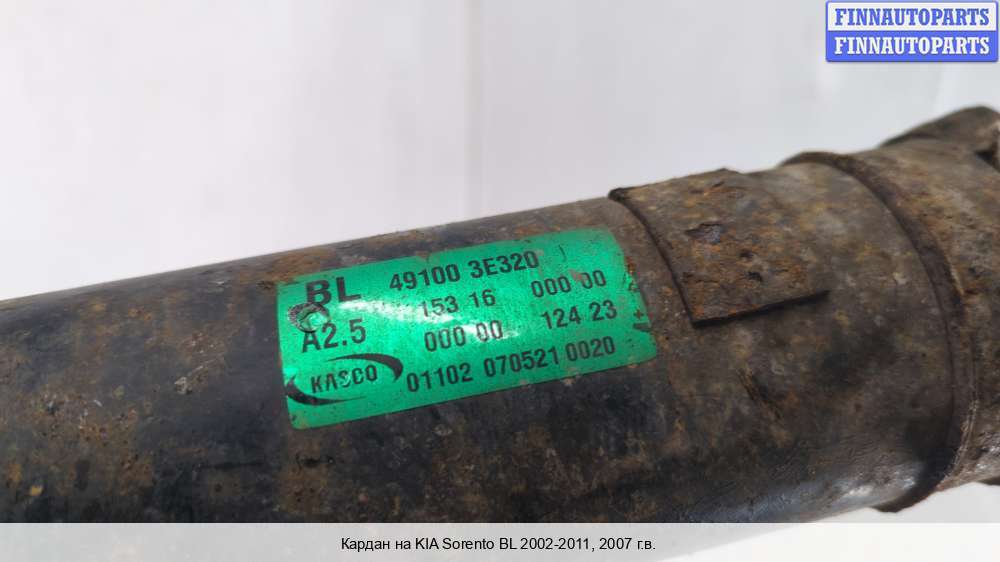 FINNAUTOPARTS
FINNAUTOPARTS
BL 49100 3E320
153 16 000 00
A2.5 000 00 124 23
KASCO 01102 070521 0020
Кардан на KIA Sorento BL 2002-2011, 2007 г.в.